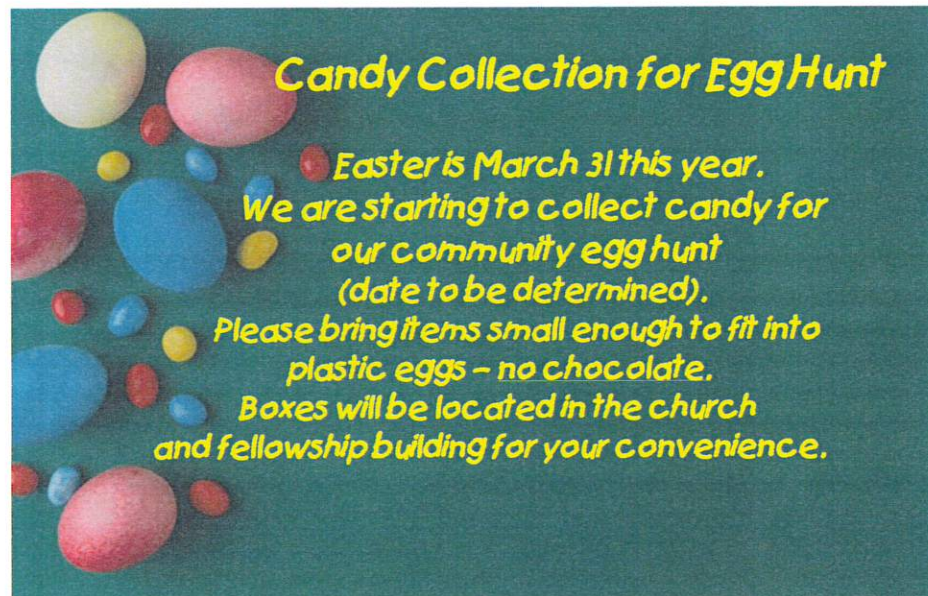 Candy Collection for Egg Hunt
Easter is March 31 this year.
We are starting to collect candy for
our community egg hunt
(date to be determined).
Please bring items small enough to fit into
plastic eggs – no chocolate.
Boxes will be located in the church
and fellowship building for your convenience.